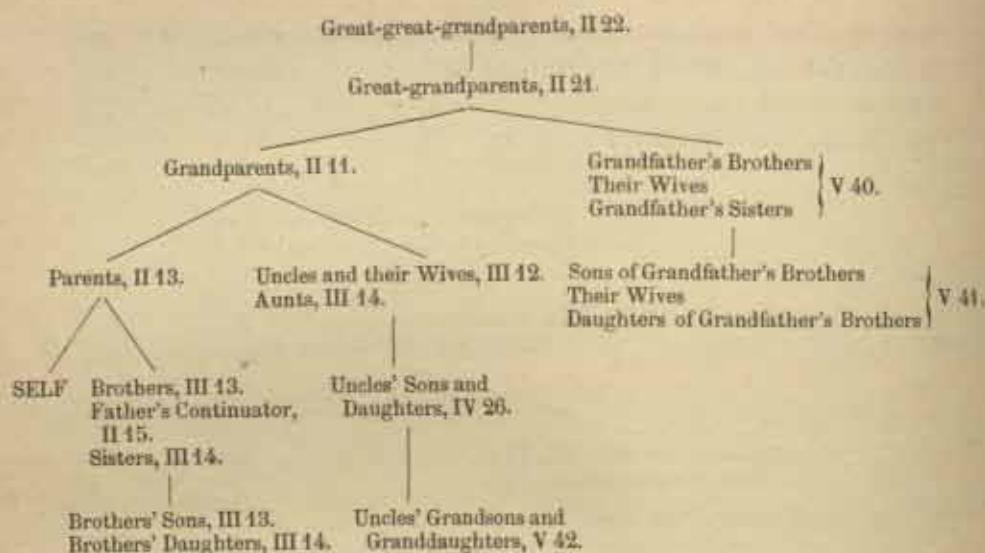 Great-great-grandparents, II 22.
Great-grandparents, II 21.
Grandparents, II 11.
Grandfather's Brothers
Their Wives
Grandfather's Sisters
V 40.
Parents, II 13.
Uncles and their Wives, III 12.
Aunts, III 14.
Sons of Grandfather's Brothers
Their Wives
Daughters of Grandfather's Brothers
V 41.
SELF
Brothers, III 13.
Father's Continuator,
II 15.
Sisters, III 14.
Uncles' Sons and
Daughters, IV 26.
Brothers' Sons, III 13.
Brothers' Daughters, III 14.
Uncles' Grandsons and
Granddaughters, V 42.